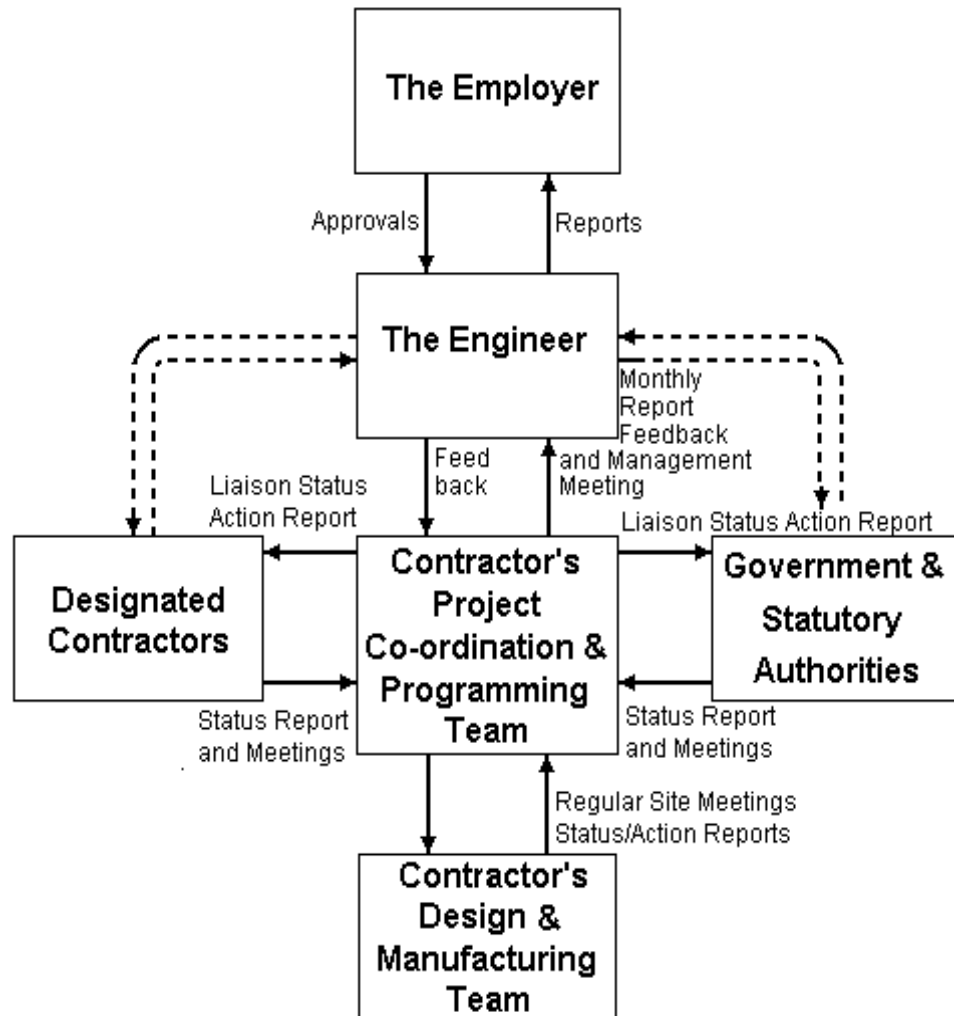 The Employer
Approvals
Reports
The Engineer
Monthly
Report
Feedback
and Management
Meeting
Feed
back
Liaison Status
Action Report
Liaison Status Action Report
Designated
Contractors
Contractor's
Project
Co-ordination &
Programming
Team
Government &
Statutory
Authorities
Status Report
and Meetings
Status Report
and Meetings
Regular Site Meetings
Status/Action Reports
Contractor's
Design &
Manufacturing
Team